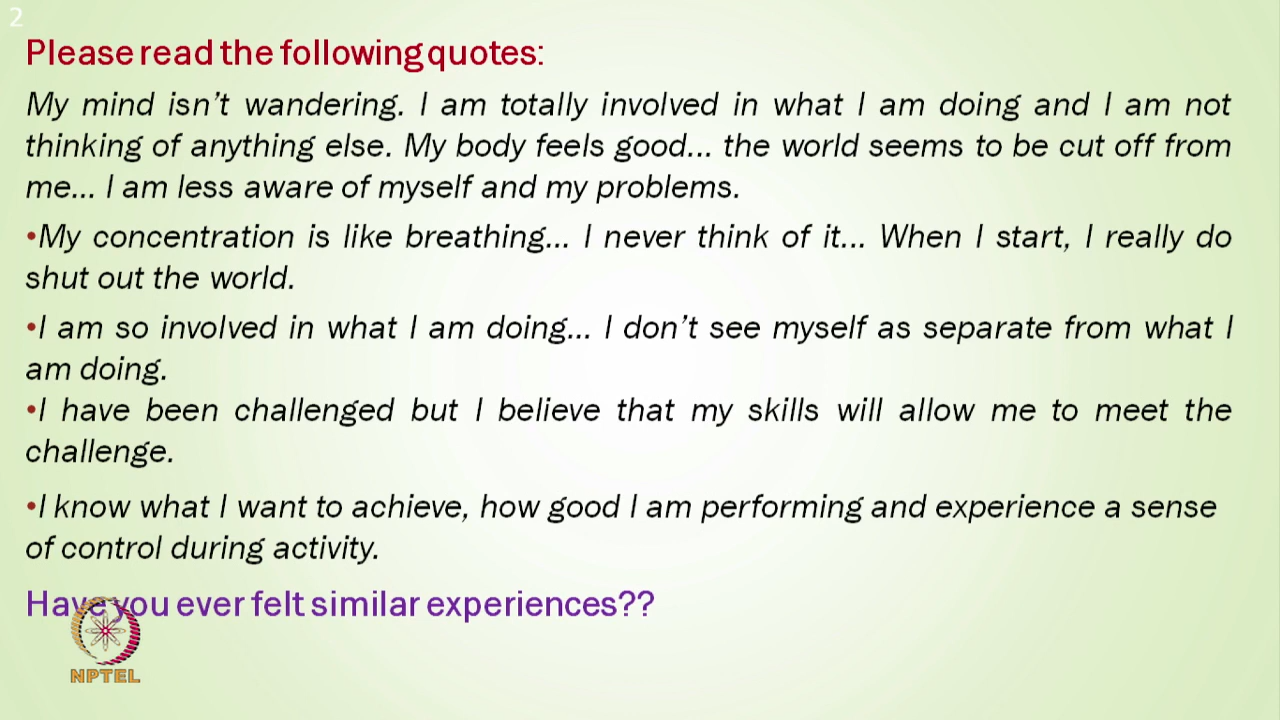 2
Please read the following quotes:
My mind isn’t wandering. I am totally involved in what I am doing and I am not
thinking of anything else. My body feels good... the world seems to be cut off from
me... I am less aware of myself and my problems.
•My concentration is like breathing... I never think of it... When I start, I really do
shut out the world.
•I am so involved in what I am doing... I don’t see myself as separate from what I
am doing.
•I have been challenged but I believe that my skills will allow me to meet the
challenge.
•I know what I want to achieve, how good I am performing and experience a sense
of control during activity.
Have you ever felt similar experiences??
NPTEL